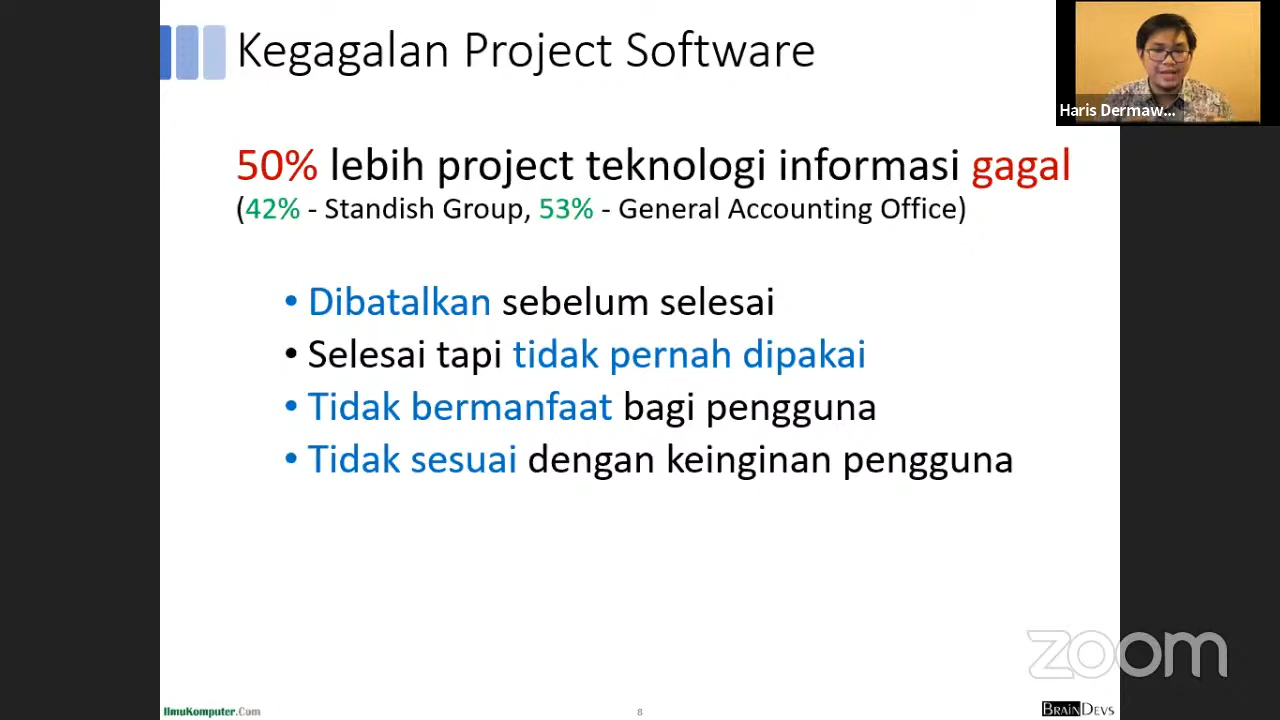 Kegagalan Project Software
Haris Dermaw...
50% lebih project teknologi informasi gagal
(42% - Standish Group, 53% - General Accounting Office)
• Dibatalkan sebelum selesai
• Selesai tapi tidak pernah dipakai
• Tidak bermanfaat bagi pengguna
• Tidak sesuai dengan keinginan pengguna
zoom
IlmuKomputer.Com
8
BRAINDEVS